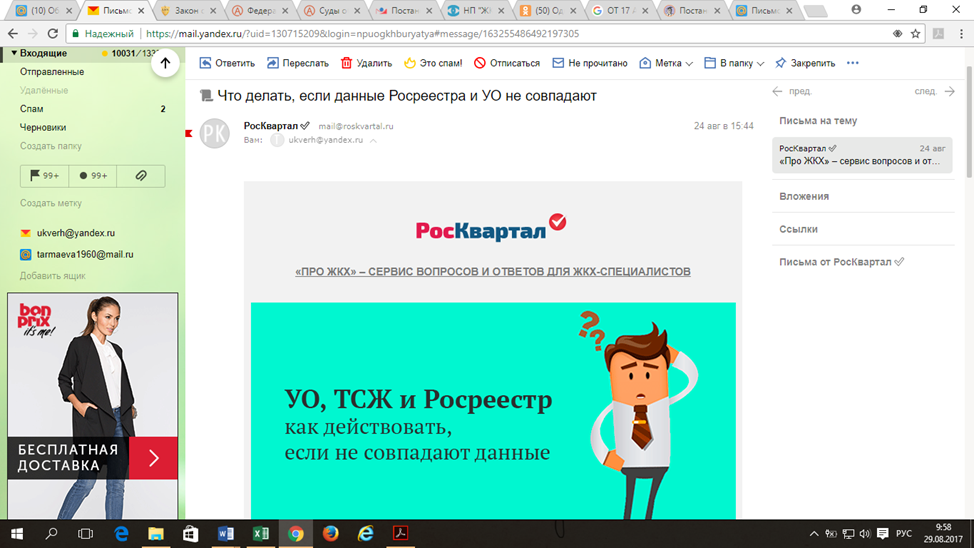 (10) Об
Письмо
Закон о
Федера
Суды о
Постан
НП "ЖК
(50) Од
ОТ 17 А
Постан
Письмо
Надежный
https://mail.yandex.ru/?uid=130715209&login=npuogkhburyatya#message/163255486492197305
Входящие
10031
Отправленные
Удалённые
Спам 2
Черновики
Создать папку
99+ 99+
Создать метку
ukverh@yandex.ru
tarmaeva1960@mail.ru
Добавить ящик
bon
prix
it's me!
БЕСПЛАТНАЯ
ДОСТАВКА
Ответить Переслать Удалить Это спам! Отписаться Не прочитано Метка В папку Закрепить
Что делать, если данные Росреестра и УО не совпадают
РК
РосКвартал mail@roskvartal.ru 24 авг в 15:44
Вам: ukverh@yandex.ru
РосКвартал
«ПРО ЖКХ» – СЕРВИС ВОПРОСОВ И ОТВЕТОВ ДЛЯ ЖКХ-СПЕЦИАЛИСТОВ
??
УО, ТСЖ и Росреестр
как действовать,
если не совпадают данные
пред. след.
Письма на тему
РосКвартал 24 авг
«Про ЖКХ» – сервис вопросов и от...
Вложения
Ссылки
Письма от РосКвартал
РУС
9:58
29.08.2017